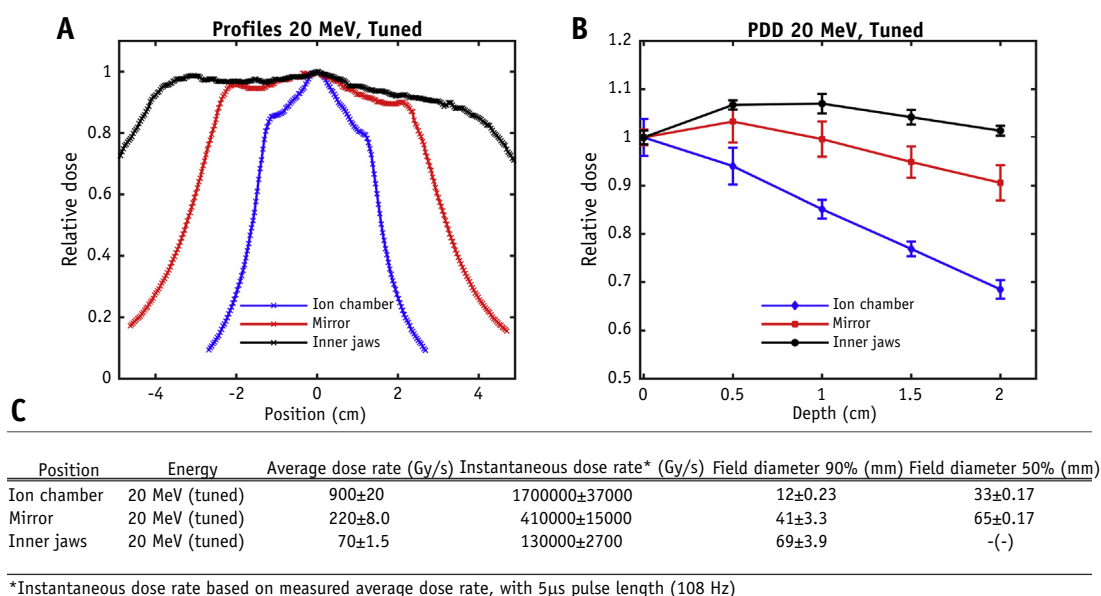 A
Profiles 20 MeV, Tuned
1
0.8
0.6
0.4
0.2
0
Relative dose
-4
-2
0
2
4
Position (cm)
Ion chamber
Mirror
Inner jaws
B
PDD 20 MeV, Tuned
1.2
1.1
1
0.9
0.8
0.7
0.6
0.5
Relative dose
0
0.5
1
1.5
2
Depth (cm)
Ion chamber
Mirror
Inner jaws
C
Position Energy Average dose rate (Gy/s) Instantaneous dose rate* (Gy/s) Field diameter 90% (mm) Field diameter 50% (mm)
Ion chamber 20 MeV (tuned) 900±20 1700000±37000 12±0.23 33±0.17
Mirror 20 MeV (tuned) 220±8.0 410000±15000 41±3.3 65±0.17
Inner jaws 20 MeV (tuned) 70±1.5 130000±2700 69±3.9 -(-)
*Instantaneous dose rate based on measured average dose rate, with 5µs pulse length (108 Hz)